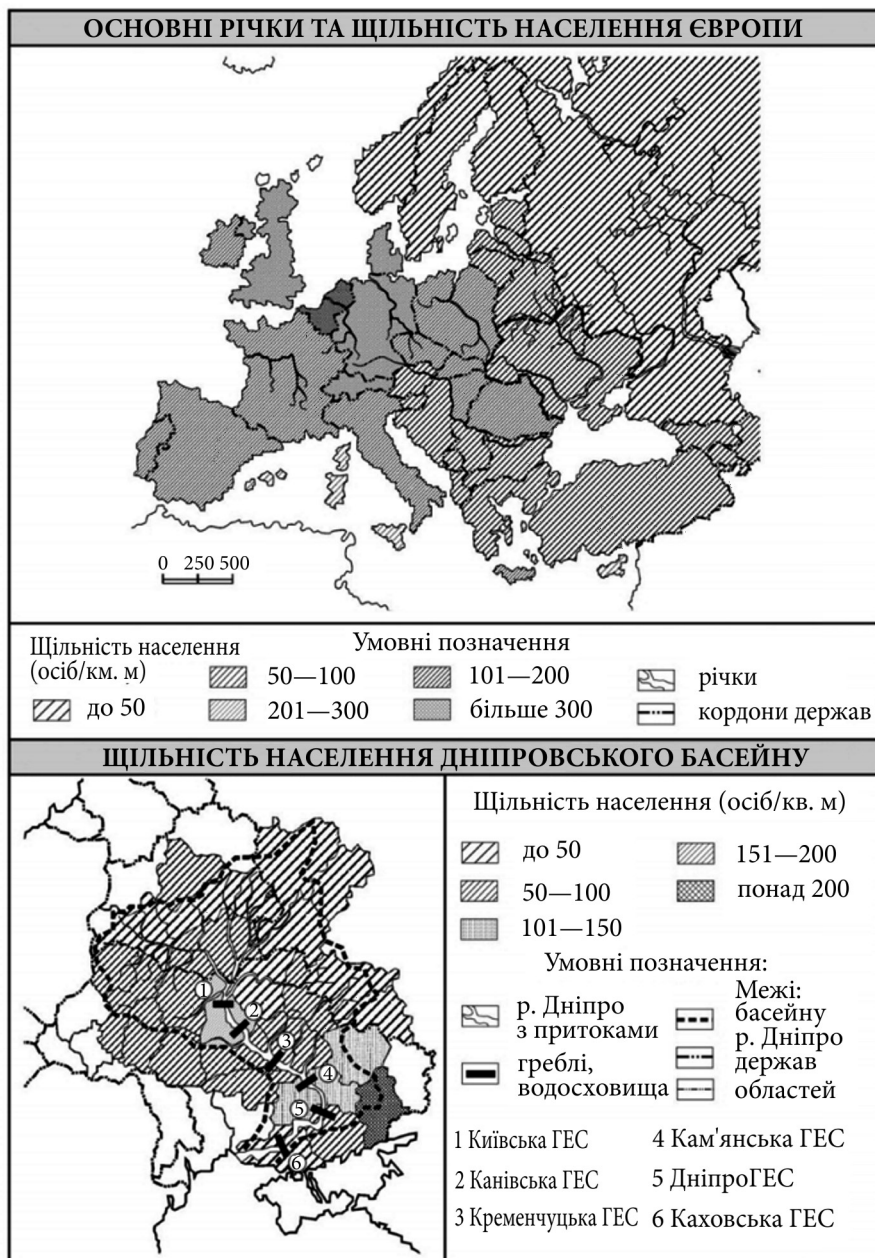 ОСНОВНІ РІЧКИ ТА ЩІЛЬНІСТЬ НАСЕЛЕННЯ ЄВРОПИ
0 250 500
Щільність населення
(осіб/км. м)
Умовні позначення
до 50
50—100
201—300
101—200
більше 300
річки
кордони держав
ЩІЛЬНІСТЬ НАСЕЛЕННЯ ДНІПРОВСЬКОГО БАСЕЙНУ
1
2
3
4
5
6
Щільність населення (осіб/кв. м)
до 50
50—100
101—150
151—200
понад 200
Умовні позначення:
р. Дніпро
з притоками
греблі,
водосховища
Межі:
басейну
р. Дніпро
держав
областей
1 Київська ГЕС
2 Канівська ГЕС
3 Кременчуцька ГЕС
4 Кам'янська ГЕС
5 ДніпроГЕС
6 Каховська ГЕС